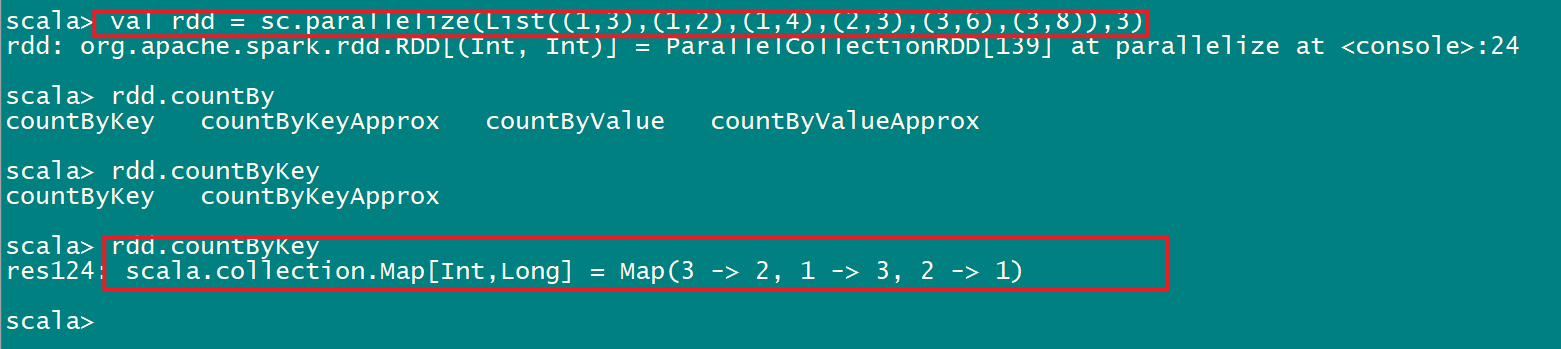 scala> val rdd = sc.parallelize(List((1,3),(1,2),(1,4),(2,3),(3,6),(3,8)),3)
rdd: org.apache.spark.rdd.RDD[(Int, Int)] = ParallelCollectionRDD[139] at parallelize at <console>:24
scala> rdd.countBy
countByKey   countByKeyApprox   countByValue   countByValueApprox
scala> rdd.countByKey
countByKey   countByKeyApprox
scala> rdd.countByKey
res124: scala.collection.Map[Int,Long] = Map(3 -> 2, 1 -> 3, 2 -> 1)
scala>